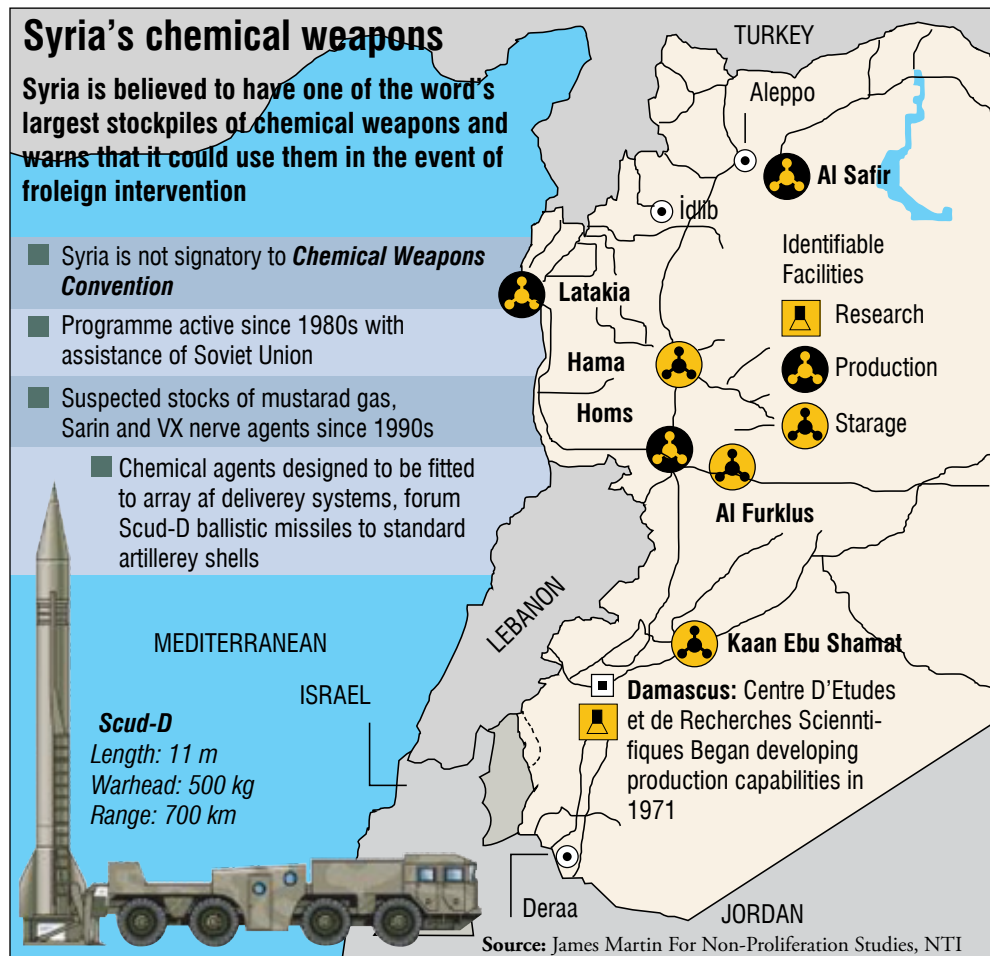 Syria's chemical weapons
Syria is believed to have one of the word's
largest stockpiles of chemical weapons and
warns that it could use them in the event of
froleign intervention
Syria is not signatory to Chemical Weapons
Convention
Programme active since 1980s with
assistance of Soviet Union
Suspected stocks of mustarad gas,
Sarin and VX nerve agents since 1990s
Chemical agents designed to be fitted
to array af deliverey systems, forum
Scud-D ballistic missiles to standard
artillerey shells
MEDITERRANEAN
ISRAEL
Scud-D
Length: 11 m
Warhead: 500 kg
Range: 700 km
TURKEY
Aleppo
Al Safir
İdlib
Identifiable
Facilities
Research
Production
Starage
Latakia
Hama
Homs
Al Furklus
LEBANON
Kaan Ebu Shamat
Damascus: Centre D'Etudes
et de Recherches Sciennti-
fiques Began developing
production capabilities in
1971
Deraa
JORDAN
Source: James Martin For Non-Proliferation Studies, NTI